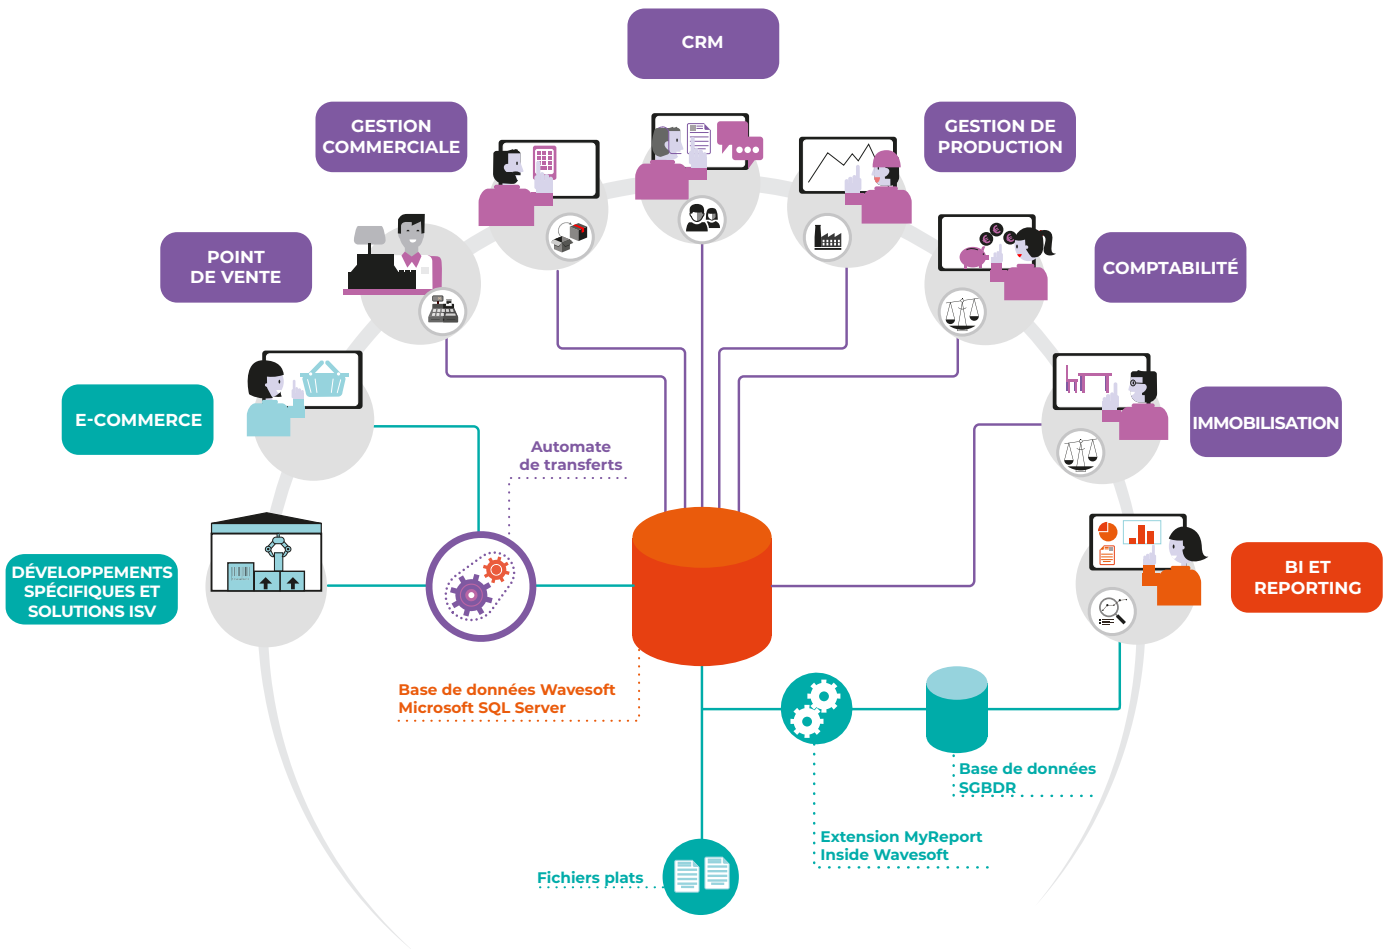 CRM
GESTION
COMMERCIALE
GESTION DE
PRODUCTION
POINT
DE VENTE
COMPTABILITÉ
E-COMMERCE
IMMOBILISATION
Automate
de transferts
DÉVELOPPEMENTS
SPÉCIFIQUES ET
SOLUTIONS ISV
BI ET
REPORTING
Base de données Wavesoft
Microsoft SQL Server
Base de données
SGBDR
Extension MyReport
Inside Wavesoft
Fichiers plats